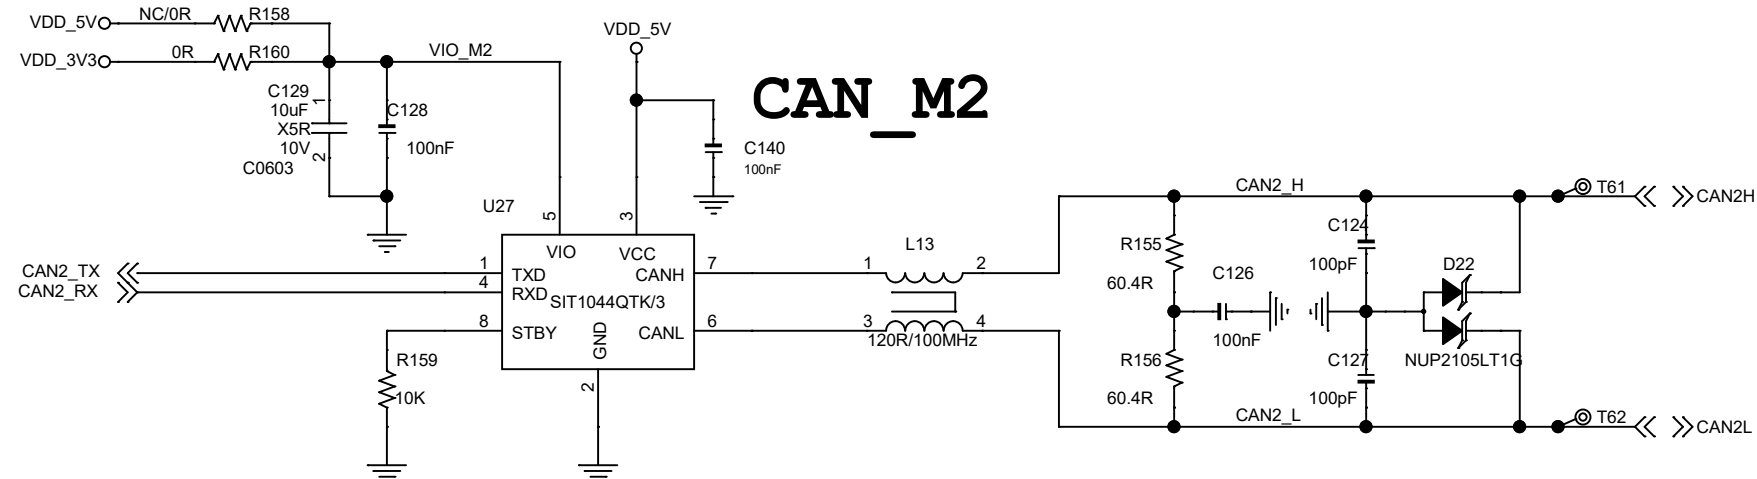 VDD_5V NC/0R R158
VDD_3V3 0R R160 VIO_M2
VDD_5V
CAN_M2
C129
10uF
X5R
10V
C0603
1
2
C128
100nF
C140
100nF
U27
5
3
VIO
VCC
CAN2_TX 1 TXD
CAN2_RX 4 RXD
SIT1044QTK/3
8 STBY
GND
2
CANH 7
CANL 6
R159
10K
L13
1 2
3 4
120R/100MHz
CAN2_H
T61
CAN2H
R155
60.4R
C126
100nF
R156
60.4R
C124
100pF
C127
100pF
D22
NUP2105LT1G
CAN2_L
T62
CAN2L